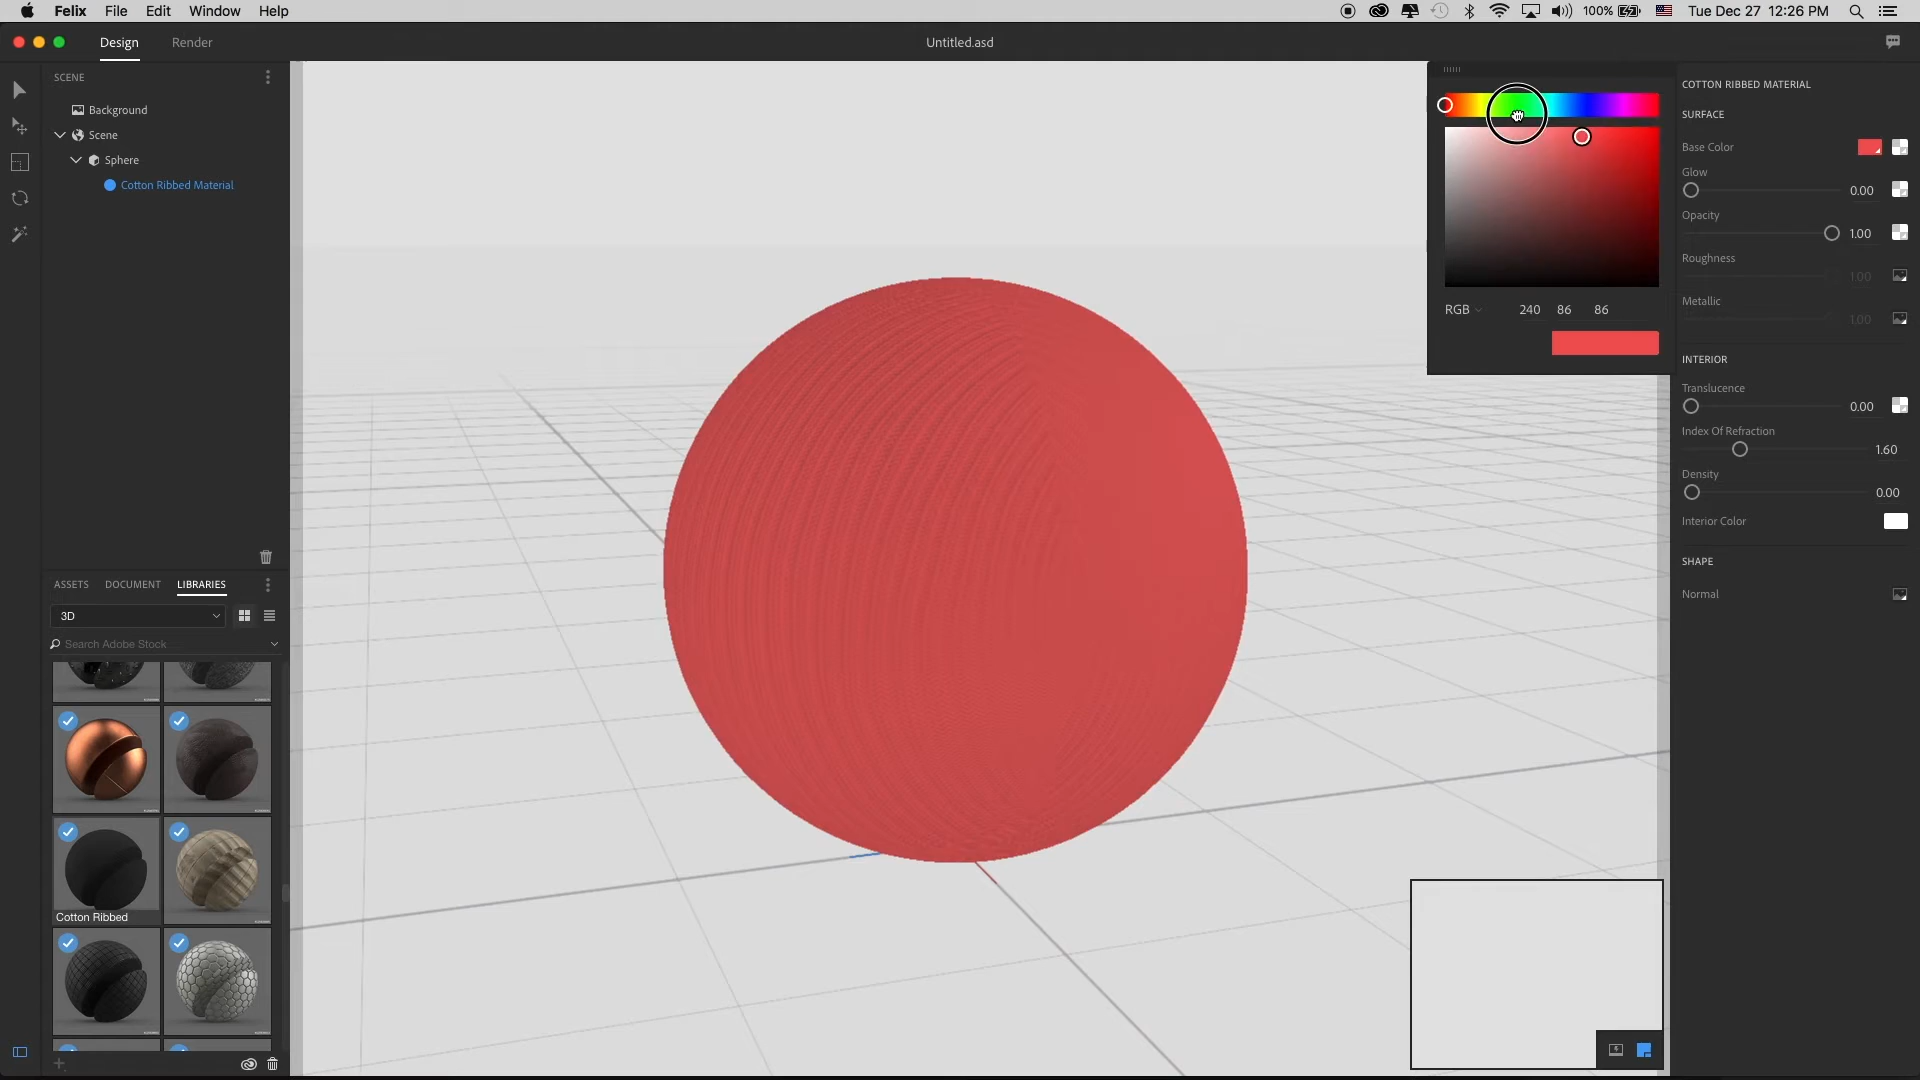 Felix File Edit Window Help
100% Tue Dec 27 12:26 PM
Design Render Untitled.asd
SCENE
Background
Scene
Sphere
Cotton Ribbed Material
ASSETS DOCUMENT LIBRARIES
3D
Search Adobe Stock
Cotton Ribbed
RGB 240 86 86
COTTON RIBBED MATERIAL
SURFACE
Base Color
Glow
0.00
Opacity
1.00
Roughness
1.00
Metallic
1.00
INTERIOR
Translucence
0.00
Index Of Refraction
1.60
Density
0.00
Interior Color
SHAPE
Normal